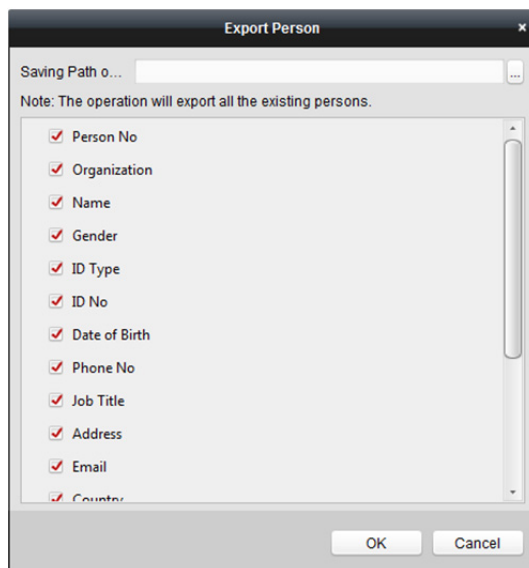 Export Person
Saving Path o... ...
Note: The operation will export all the existing persons.
Person No
Organization
Name
Gender
ID Type
ID No
Date of Birth
Phone No
Job Title
Address
Email
Country
OK Cancel